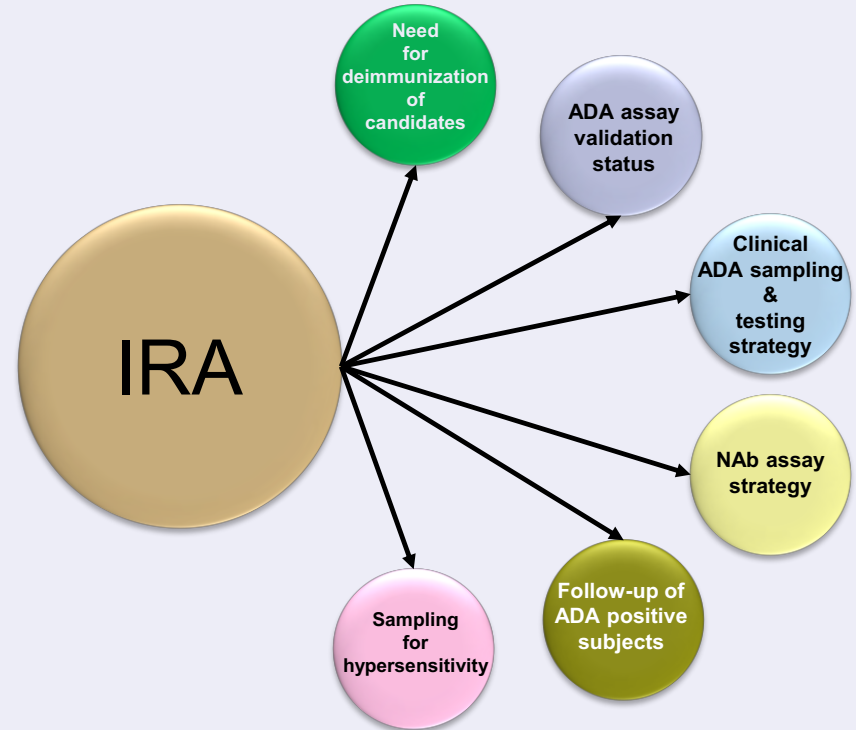 Need
for
deimmunization
of
candidates
ADA assay
validation
status
Clinical
ADA sampling
&
testing
strategy
IRA
NAb assay
strategy
Follow-up of
ADA positive
subjects
Sampling
for
hypersensitivity